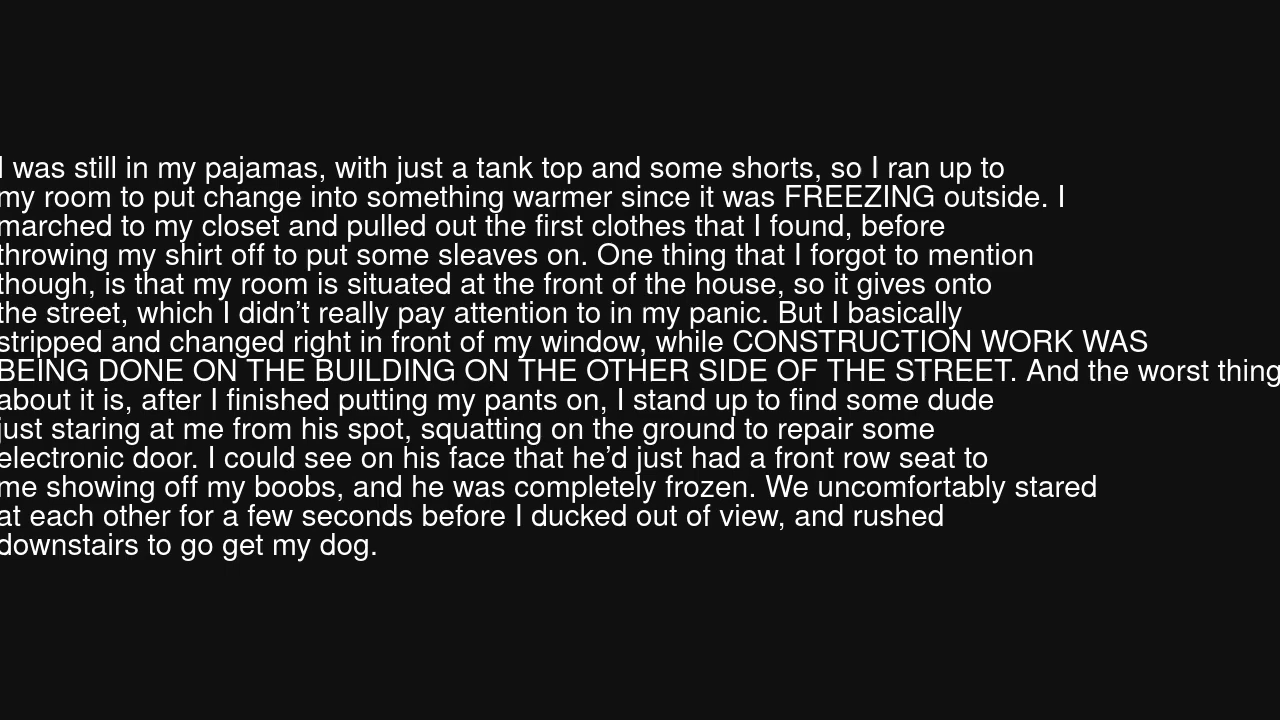 I was still in my pajamas, with just a tank top and some shorts, so I ran up to
my room to put change into something warmer since it was FREEZING outside. I
marched to my closet and pulled out the first clothes that I found, before
throwing my shirt off to put some sleaves on. One thing that I forgot to mention
though, is that my room is situated at the front of the house, so it gives onto
the street, which I didn’t really pay attention to in my panic. But I basically
stripped and changed right in front of my window, while CONSTRUCTION WORK WAS
BEING DONE ON THE BUILDING ON THE OTHER SIDE OF THE STREET. And the worst thing
about it is, after I finished putting my pants on, I stand up to find some dude
just staring at me from his spot, squatting on the ground to repair some
electronic door. I could see on his face that he’d just had a front row seat to
me showing off my boobs, and he was completely frozen. We uncomfortably stared
at each other for a few seconds before I ducked out of view, and rushed
downstairs to go get my dog.